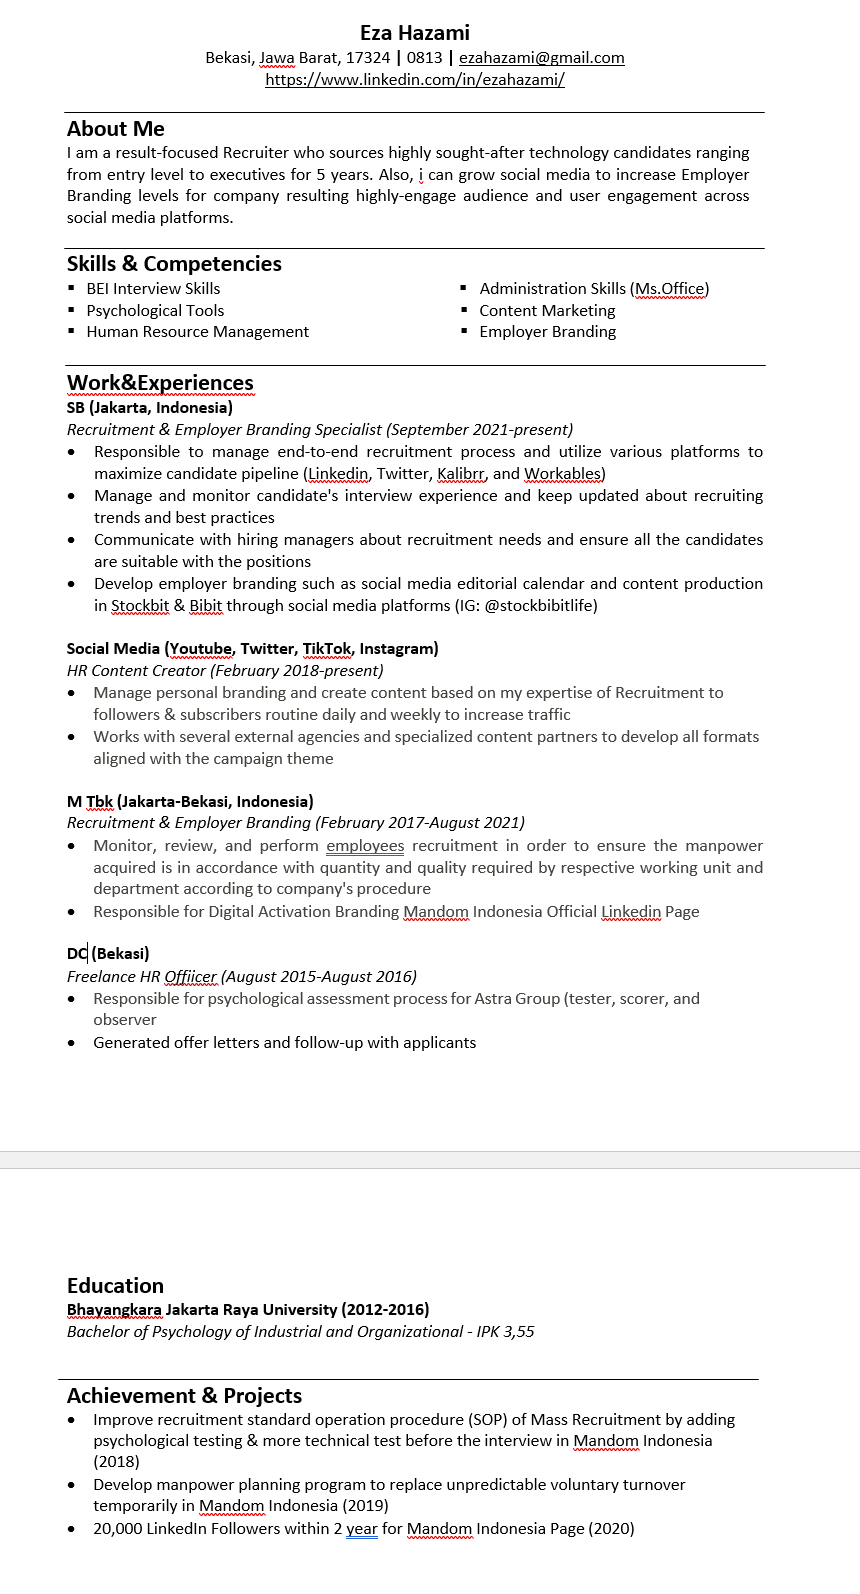 Eza Hazami
Bekasi, Jawa Barat, 17324 | 0813 | ezahazami@gmail.com
https://www.linkedin.com/in/ezahazami/
About Me
I am a result-focused Recruiter who sources highly sought-after technology candidates ranging
from entry level to executives for 5 years. Also, i can grow social media to increase Employer
Branding levels for company resulting highly-engage audience and user engagement across
social media platforms.
Skills & Competencies
▪ BEI Interview Skills
▪ Psychological Tools
▪ Human Resource Management
▪ Administration Skills (Ms.Office)
▪ Content Marketing
▪ Employer Branding
Work&Experiences
SB (Jakarta, Indonesia)
Recruitment & Employer Branding Specialist (September 2021-present)
• Responsible to manage end-to-end recruitment process and utilize various platforms to
maximize candidate pipeline (Linkedin, Twitter, Kalibrr, and Workables)
• Manage and monitor candidate's interview experience and keep updated about recruiting
trends and best practices
• Communicate with hiring managers about recruitment needs and ensure all the candidates
are suitable with the positions
• Develop employer branding such as social media editorial calendar and content production
in Stockbit & Bibit through social media platforms (IG: @stockbibitlife)
Social Media (Youtube, Twitter, TikTok, Instagram)
HR Content Creator (February 2018-present)
• Manage personal branding and create content based on my expertise of Recruitment to
followers & subscribers routine daily and weekly to increase traffic
• Works with several external agencies and specialized content partners to develop all formats
aligned with the campaign theme
M Tbk (Jakarta-Bekasi, Indonesia)
Recruitment & Employer Branding (February 2017-August 2021)
• Monitor, review, and perform employees recruitment in order to ensure the manpower
acquired is in accordance with quantity and quality required by respective working unit and
department according to company's procedure
• Responsible for Digital Activation Branding Mandom Indonesia Official Linkedin Page
DC (Bekasi)
Freelance HR Offiicer (August 2015-August 2016)
• Responsible for psychological assessment process for Astra Group (tester, scorer, and
observer
• Generated offer letters and follow-up with applicants
Education
Bhayangkara Jakarta Raya University (2012-2016)
Bachelor of Psychology of Industrial and Organizational - IPK 3,55
Achievement & Projects
• Improve recruitment standard operation procedure (SOP) of Mass Recruitment by adding
psychological testing & more technical test before the interview in Mandom Indonesia
(2018)
• Develop manpower planning program to replace unpredictable voluntary turnover
temporarily in Mandom Indonesia (2019)
• 20,000 LinkedIn Followers within 2 year for Mandom Indonesia Page (2020)